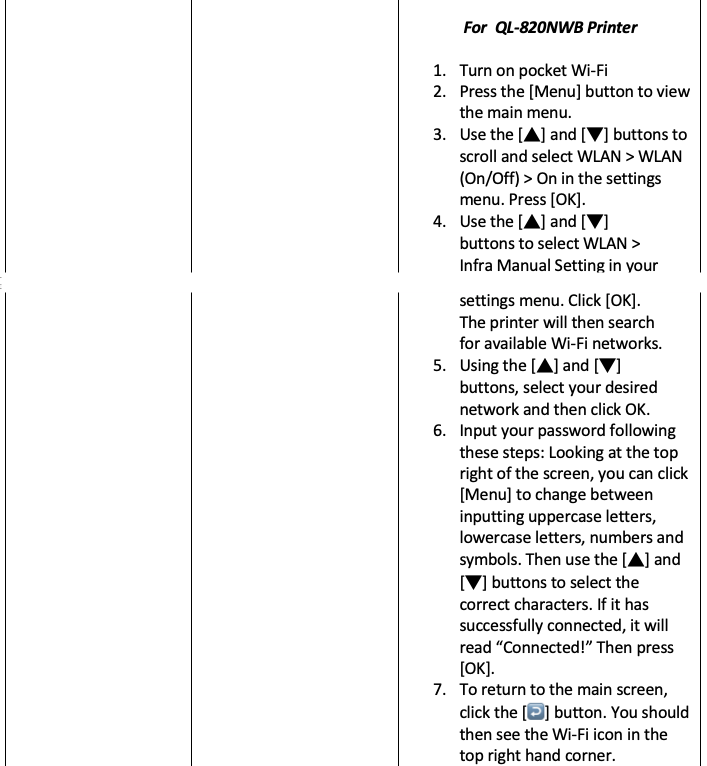 For QL-820NWB Printer
1. Turn on pocket Wi-Fi
2. Press the [Menu] button to view
the main menu.
3. Use the [▲] and [▼] buttons to
scroll and select WLAN > WLAN
(On/Off) > On in the settings
menu. Press [OK].
4. Use the [▲] and [▼]
buttons to select WLAN >
Infra Manual Setting in your
settings menu. Click [OK].
The printer will then search
for available Wi-Fi networks.
5. Using the [▲] and [▼]
buttons, select your desired
network and then click OK.
6. Input your password following
these steps: Looking at the top
right of the screen, you can click
[Menu] to change between
inputting uppercase letters,
lowercase letters, numbers and
symbols. Then use the [▲] and
[▼] buttons to select the
correct characters. If it has
successfully connected, it will
read “Connected!” Then press
[OK].
7. To return to the main screen,
click the [↩] button. You should
then see the Wi-Fi icon in the
top right hand corner.